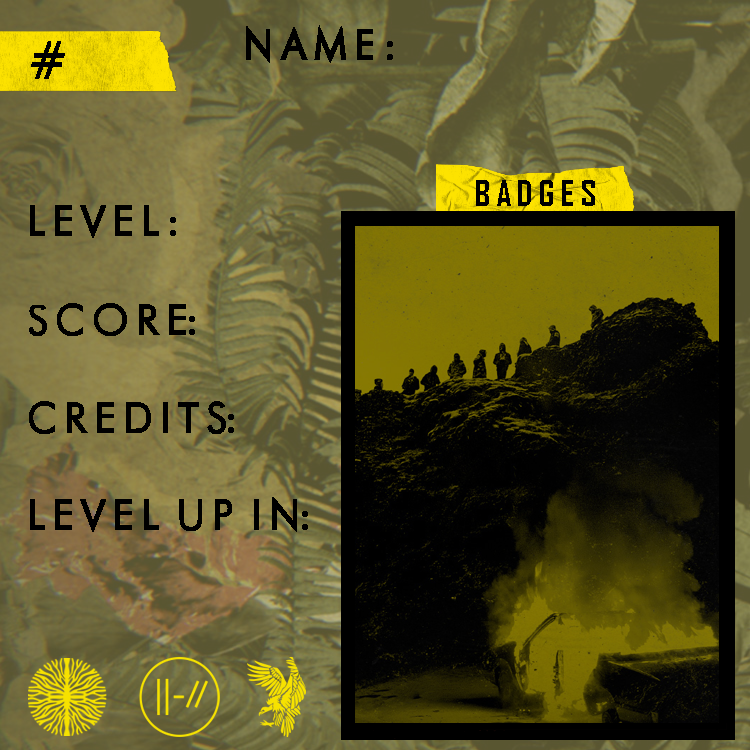 #
NAME:
BADGES
LEVEL:
SCORE:
CREDITS:
LEVEL UP IN:
||-//